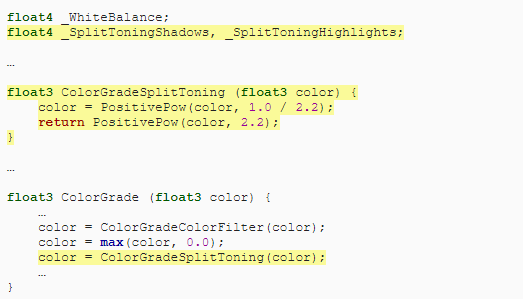 float4 _WhiteBalance;
float4 _SplitToningShadows, _SplitToningHighlights;
…
float3 ColorGradeSplitToning (float3 color) {
color = PositivePow(color, 1.0 / 2.2);
return PositivePow(color, 2.2);
}
…
float3 ColorGrade (float3 color) {
…
color = ColorGradeColorFilter(color);
color = max(color, 0.0);
color = ColorGradeSplitToning(color);
…
}